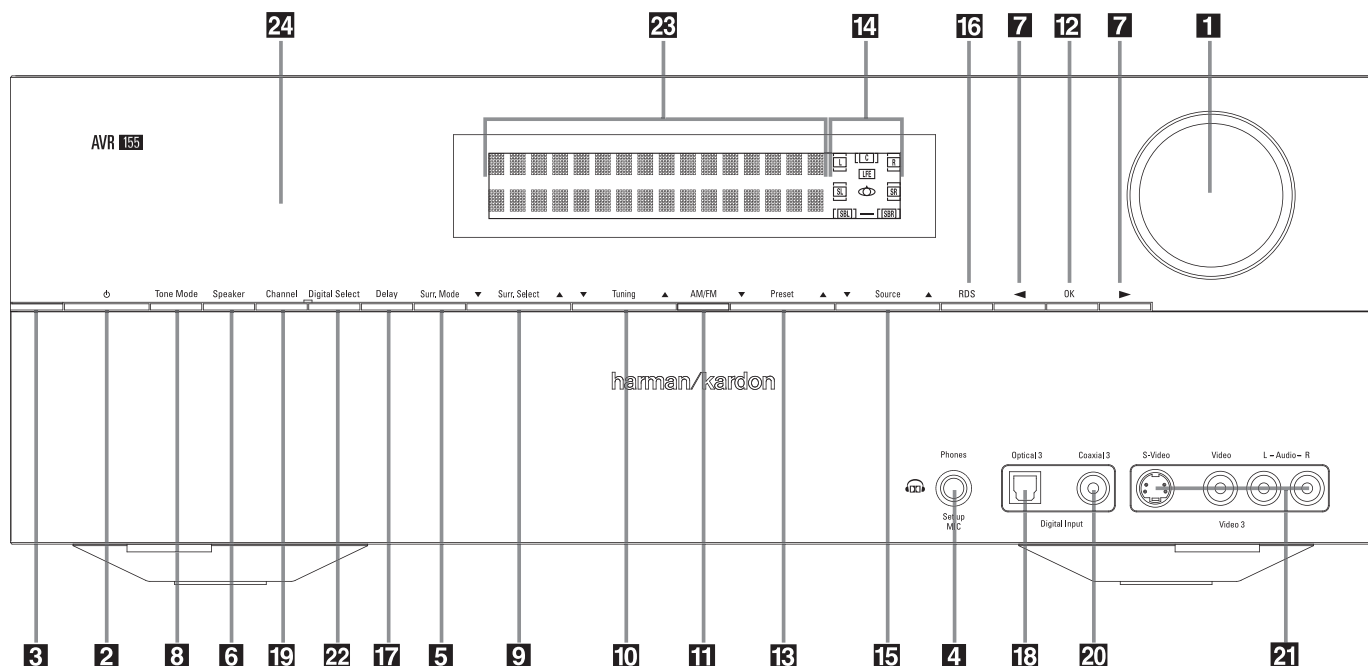 24 23 14 16 7 12 7 1
AVR 155
L C R
LFE
SL SR
SBL SBR
Tone Mode Speaker Channel Digital Select Delay Surr. Mode ▼ Surr. Select ▲ ▼ Tuning ▲ AM/FM ▼ Preset ▲ ▼ Source ▲ RDS ◀ OK ▶
harman/kardon
Phones Optical 3 Coaxial 3 S-Video Video L – Audio – R
Set up
MIC
Digital Input Video 3
3 2 8 6 19 22 17 5 9 10 11 13 15 4 18 20 21